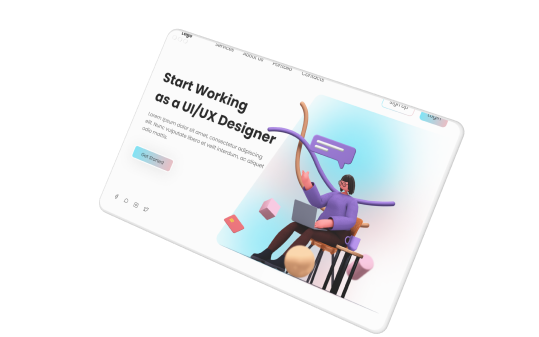 Logo
Services
About Us
Portfolio
Contacts
Sign Up
Login
Start Working
as a UI/UX Designer
Lorem ipsum dolor sit amet, consectetur adipiscing
elit. Nunc vulputate libero et velit interdum, ac aliquet
odio mattis.
Get Started